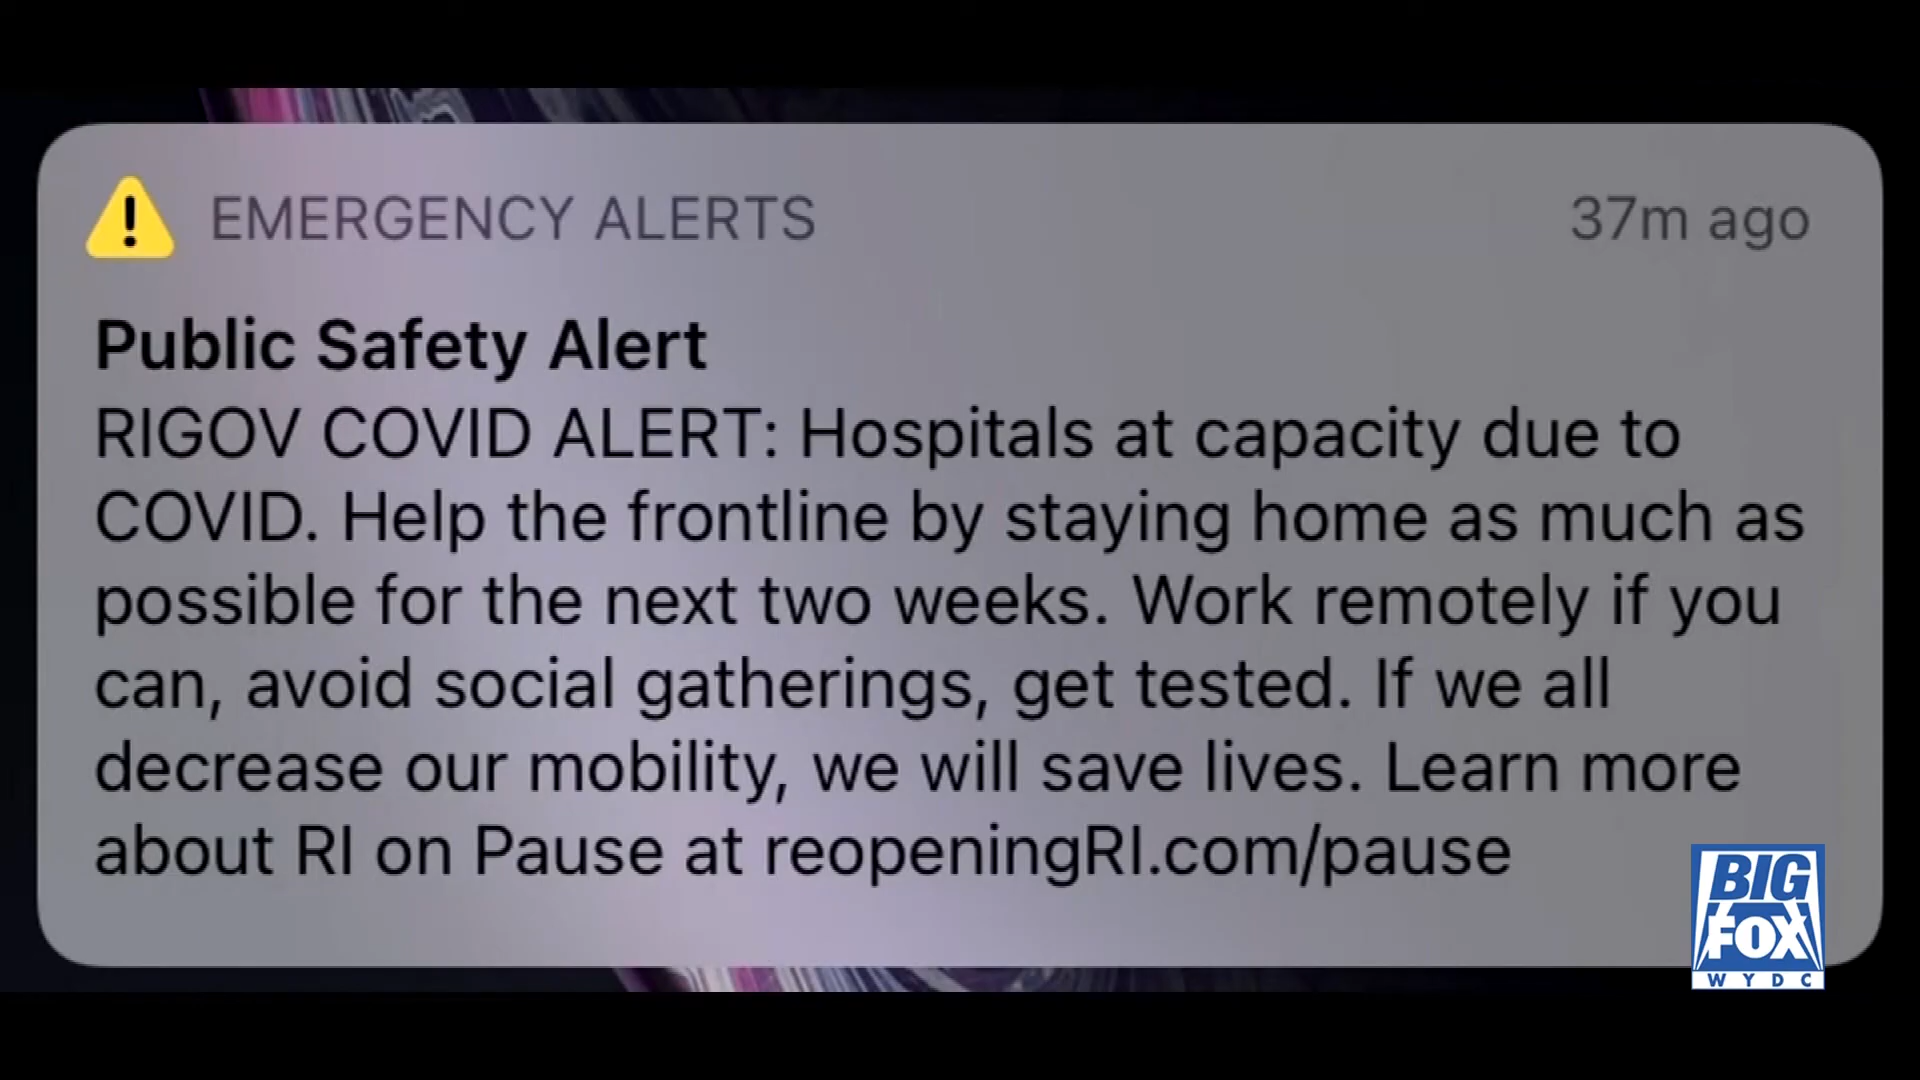 EMERGENCY ALERTS
37m ago
Public Safety Alert
RIGOV COVID ALERT: Hospitals at capacity due to
COVID. Help the frontline by staying home as much as
possible for the next two weeks. Work remotely if you
can, avoid social gatherings, get tested. If we all
decrease our mobility, we will save lives. Learn more
about RI on Pause at reopeningRI.com/pause
BIG
FOX
WYDC